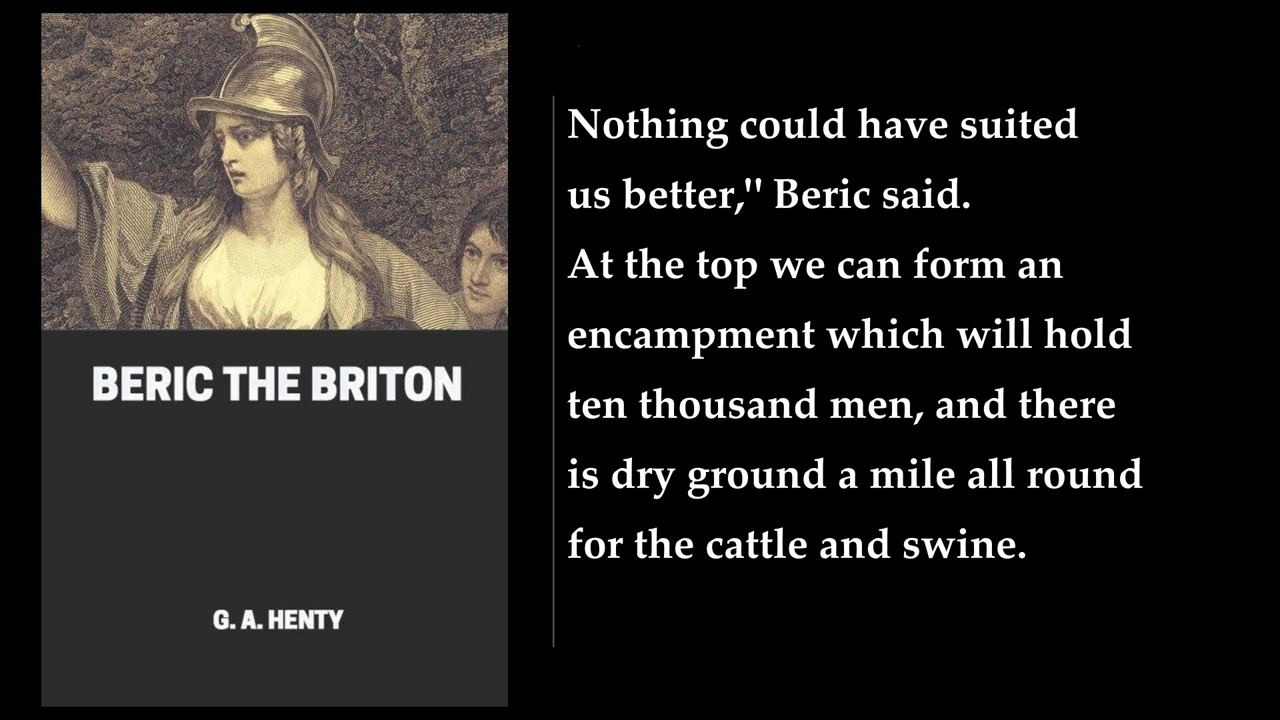 BERIC THE BRITON
G. A. HENTY
Nothing could have suited
us better," Beric said.
At the top we can form an
encampment which will hold
ten thousand men, and there
is dry ground a mile all round
for the cattle and swine.